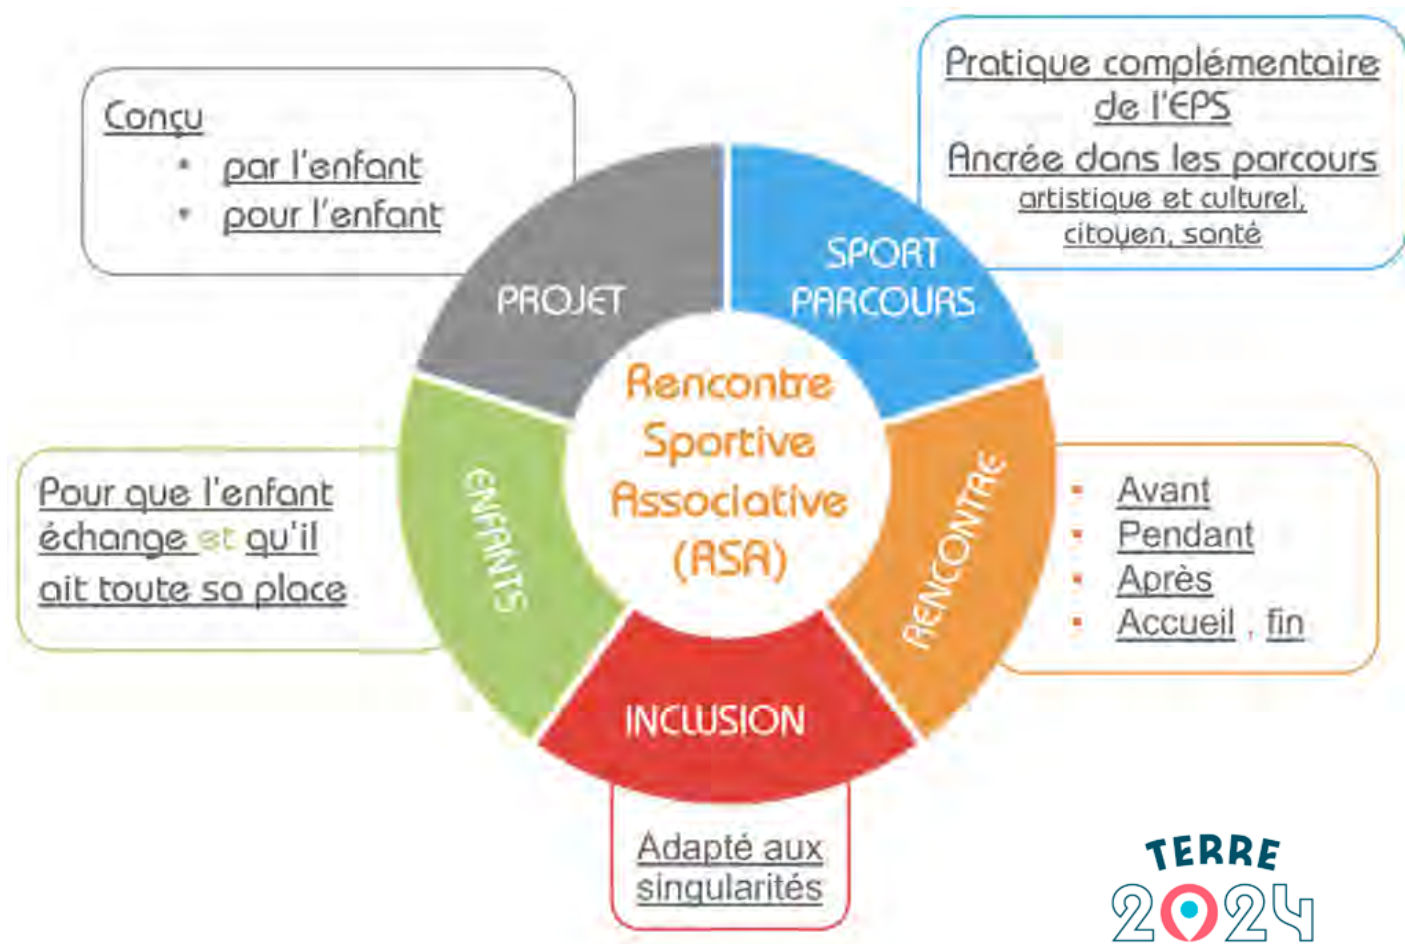 Conçu
• par l'enfant
• pour l'enfant
Pratique complémentaire
de l'EPS
Ancrée dans les parcours
artistique et culturel,
citoyen, santé
PROJET
SPORT
PARCOURS
Rencontre
Sportive
Associative
(RSA)
ENFANTS
RENCONTRE
INCLUSION
Pour que l'enfant
échange et qu'il
ait toute sa place
• Avant
• Pendant
• Après
• Accueil , fin
Adapté aux
singularités
TERRE
2024